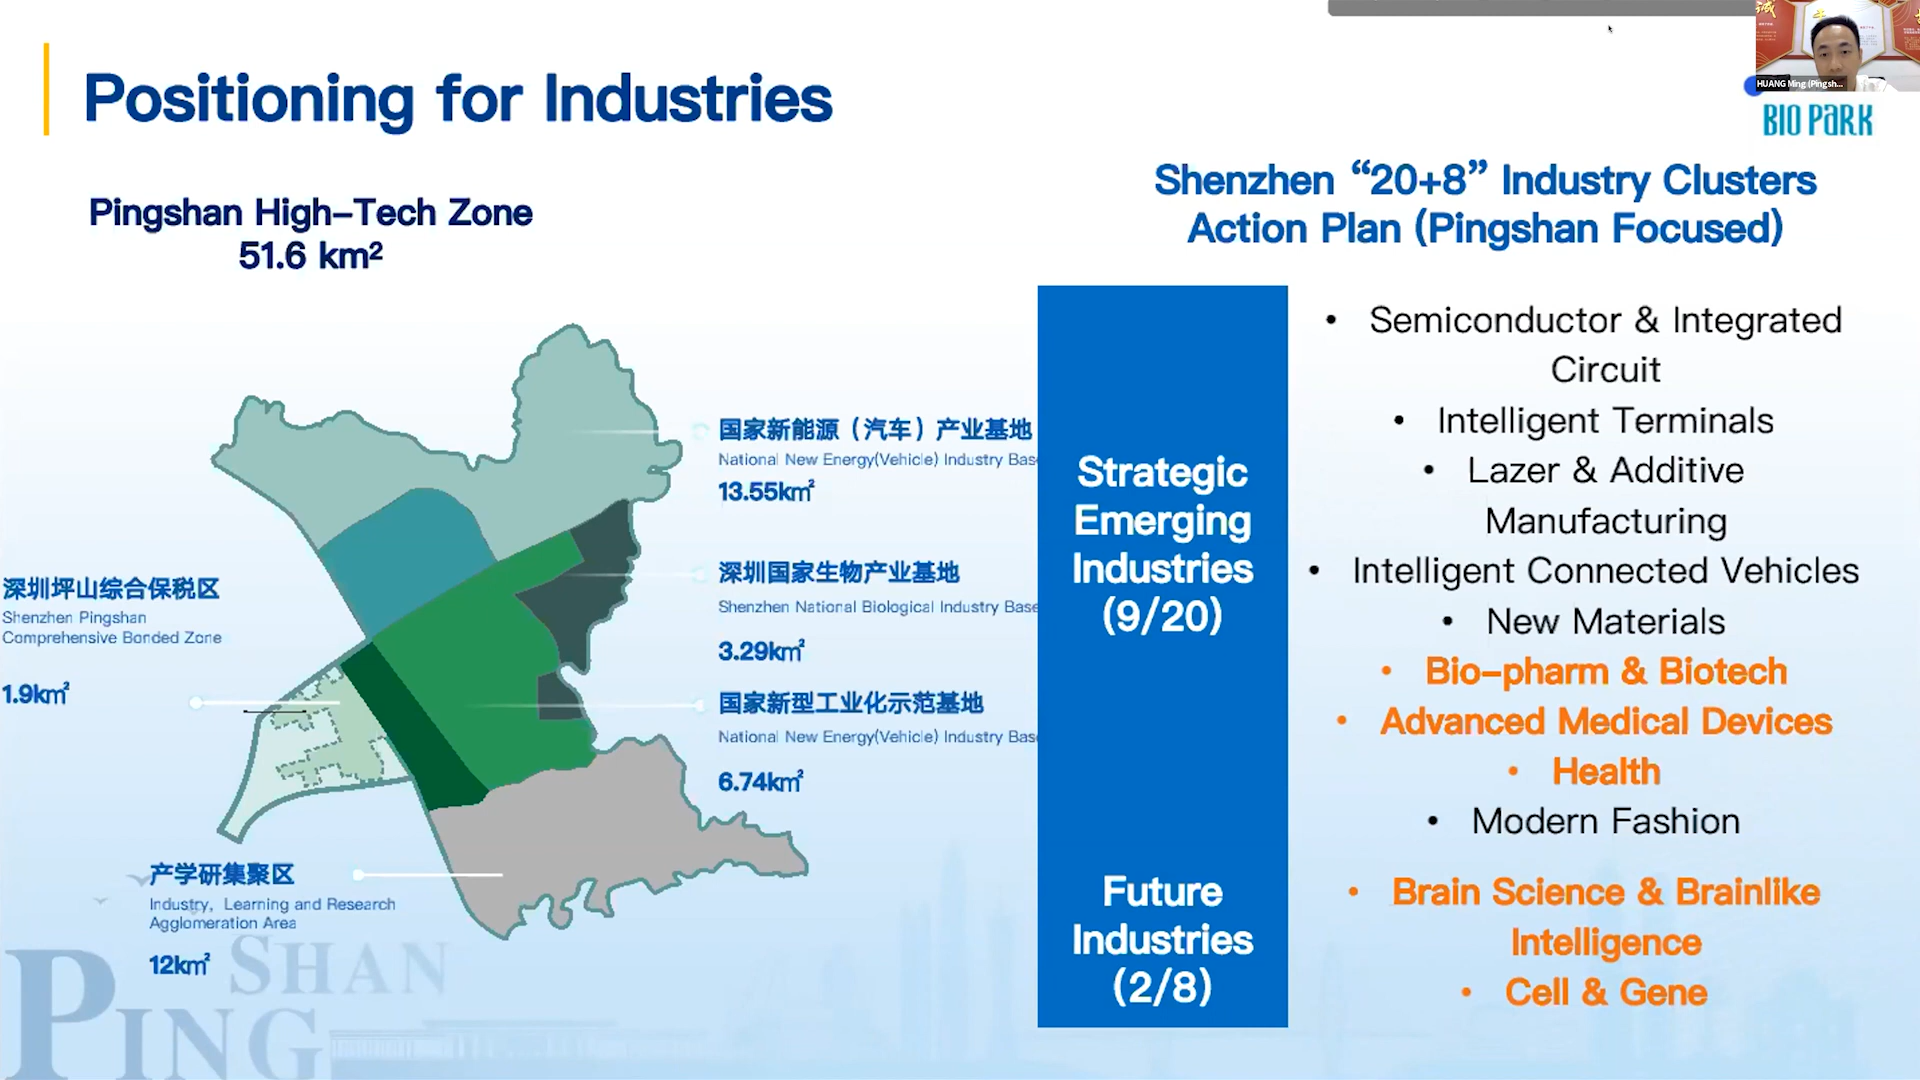 Positioning for Industries
诚
HUANG Ming (Pingsh...
BIO PARK
Pingshan High-Tech Zone
51.6 km²
Shenzhen “20+8” Industry Clusters
Action Plan (Pingshan Focused)
国家新能源（汽车）产业基地
National New Energy(Vehicle) Industry Bas
13.55km²
深圳国家生物产业基地
Shenzhen National Biological Industry Base
3.29km²
国家新型工业化示范基地
National New Energy(Vehicle) Industry Bas
6.74km²
深圳坪山综合保税区
Shenzhen Pingshan
Comprehensive Bonded Zone
1.9km²
产学研集聚区
Industry, Learning and Research
Agglomeration Area
12km²
PING SHAN
Strategic
Emerging
Industries
(9/20)
• Semiconductor & Integrated
Circuit
• Intelligent Terminals
• Lazer & Additive
Manufacturing
• Intelligent Connected Vehicles
• New Materials
• Bio-pharm & Biotech
• Advanced Medical Devices
• Health
• Modern Fashion
Future
Industries
(2/8)
• Brain Science & Brainlike
Intelligence
• Cell & Gene